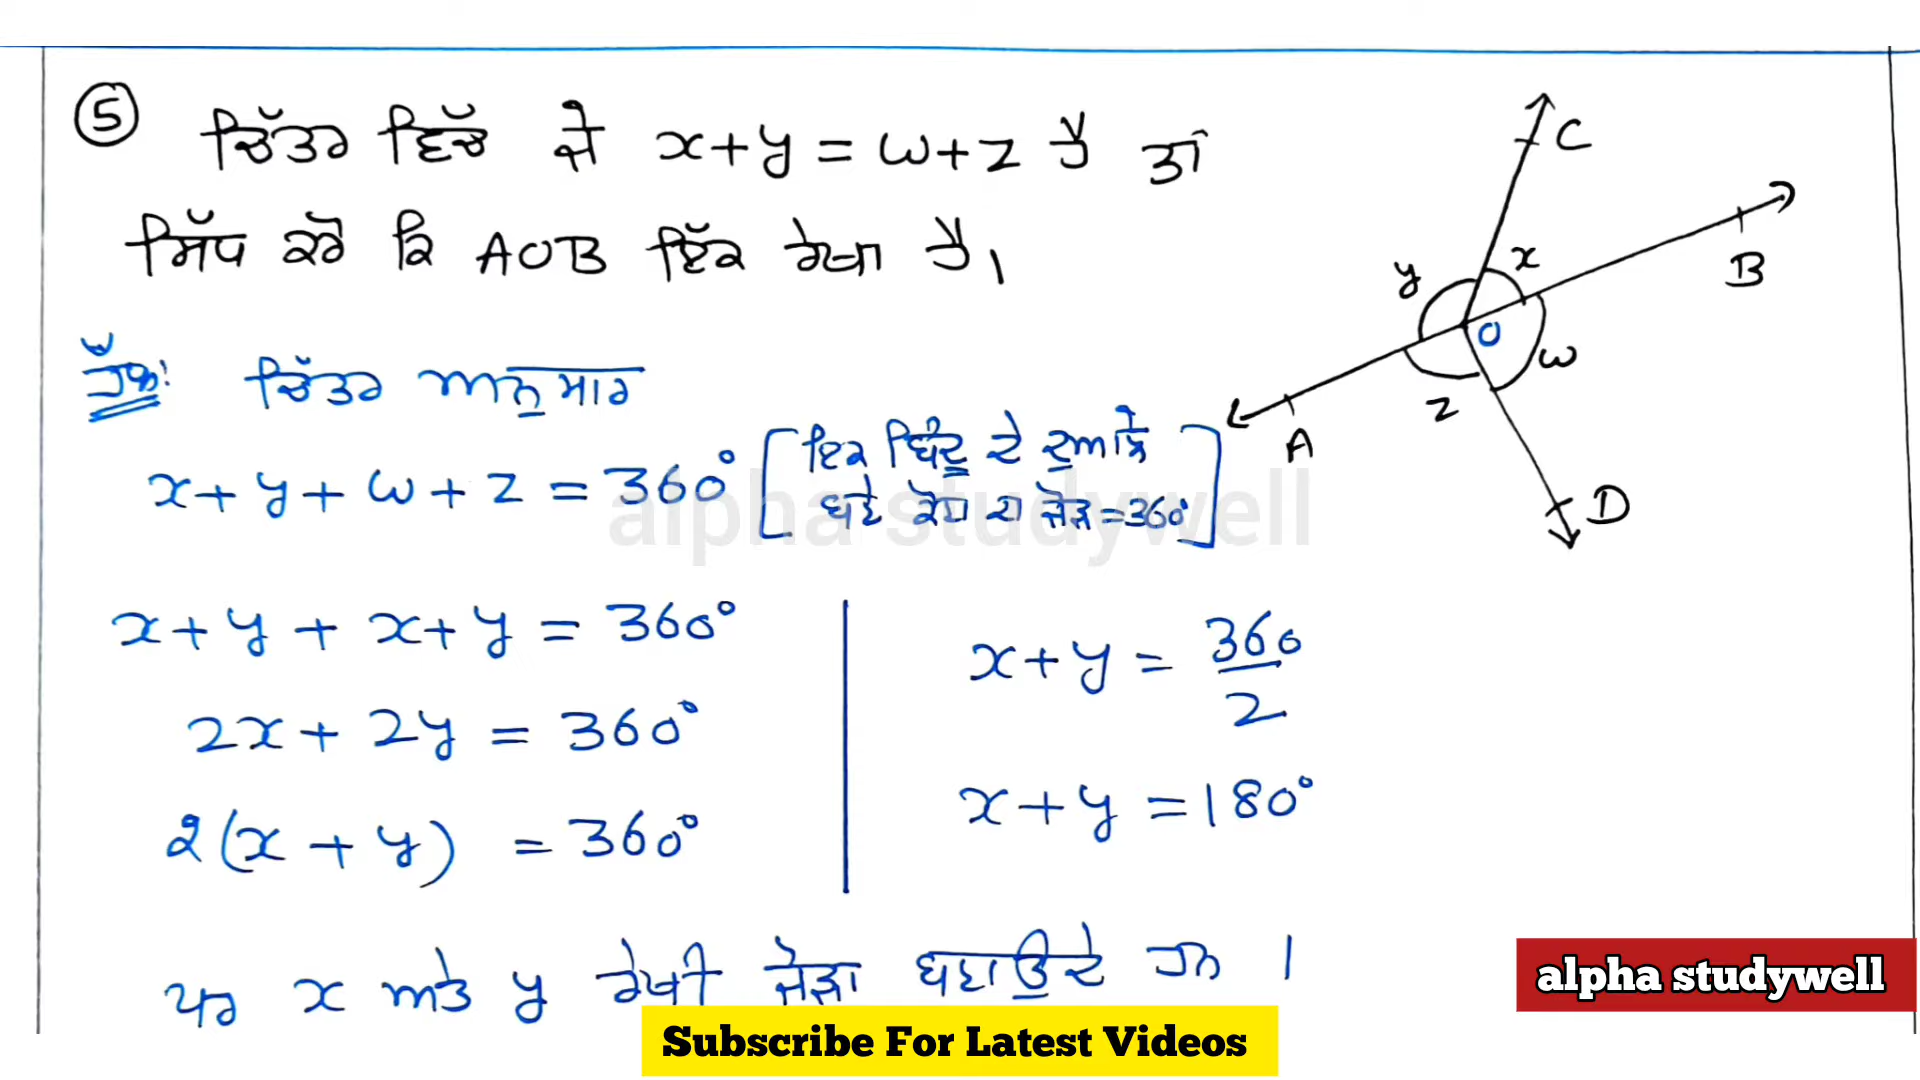 ⑤ ਚਿੱਤਰ ਵਿੱਚ ਜੇ x+y = w+z ਹੈ ਤਾਂ
ਸਿੱਧ ਕਰੋ ਕਿ AOB ਇੱਕ ਰੇਖਾ ਹੈ।
ਹੱਲ: ਚਿੱਤਰ ਅਨੁਸਾਰ
x+y+w+z = 360° [ਇਕ ਬਿੰਦੂ ਦੇ ਦੁਆਲੇ
ਬਣੇ ਕੋਣਾਂ ਦਾ ਜੋੜ = 360°]
x+y+x+y = 360°
2x+2y = 360°
2(x+y) = 360°
x+y = 360/2
x+y = 180°
ਪਰ x ਅਤੇ y ਰੇਖੀ ਜੋੜਾ ਬਣਾਉਂਦੇ ਹਨ।
C
B
x
y
O
w
z
A
D
alpha studywell
alpha studywell
Subscribe For Latest Videos